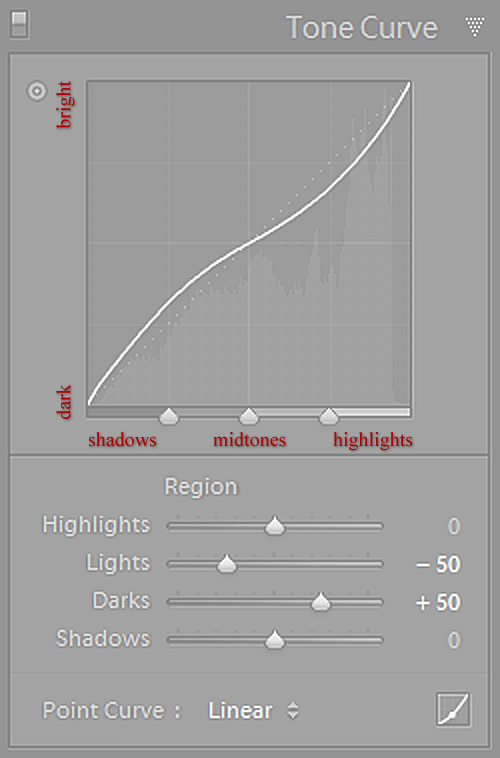 Tone Curve
bright
dark
shadows midtones highlights
Region
Highlights 0
Lights – 50
Darks + 50
Shadows 0
Point Curve : Linear